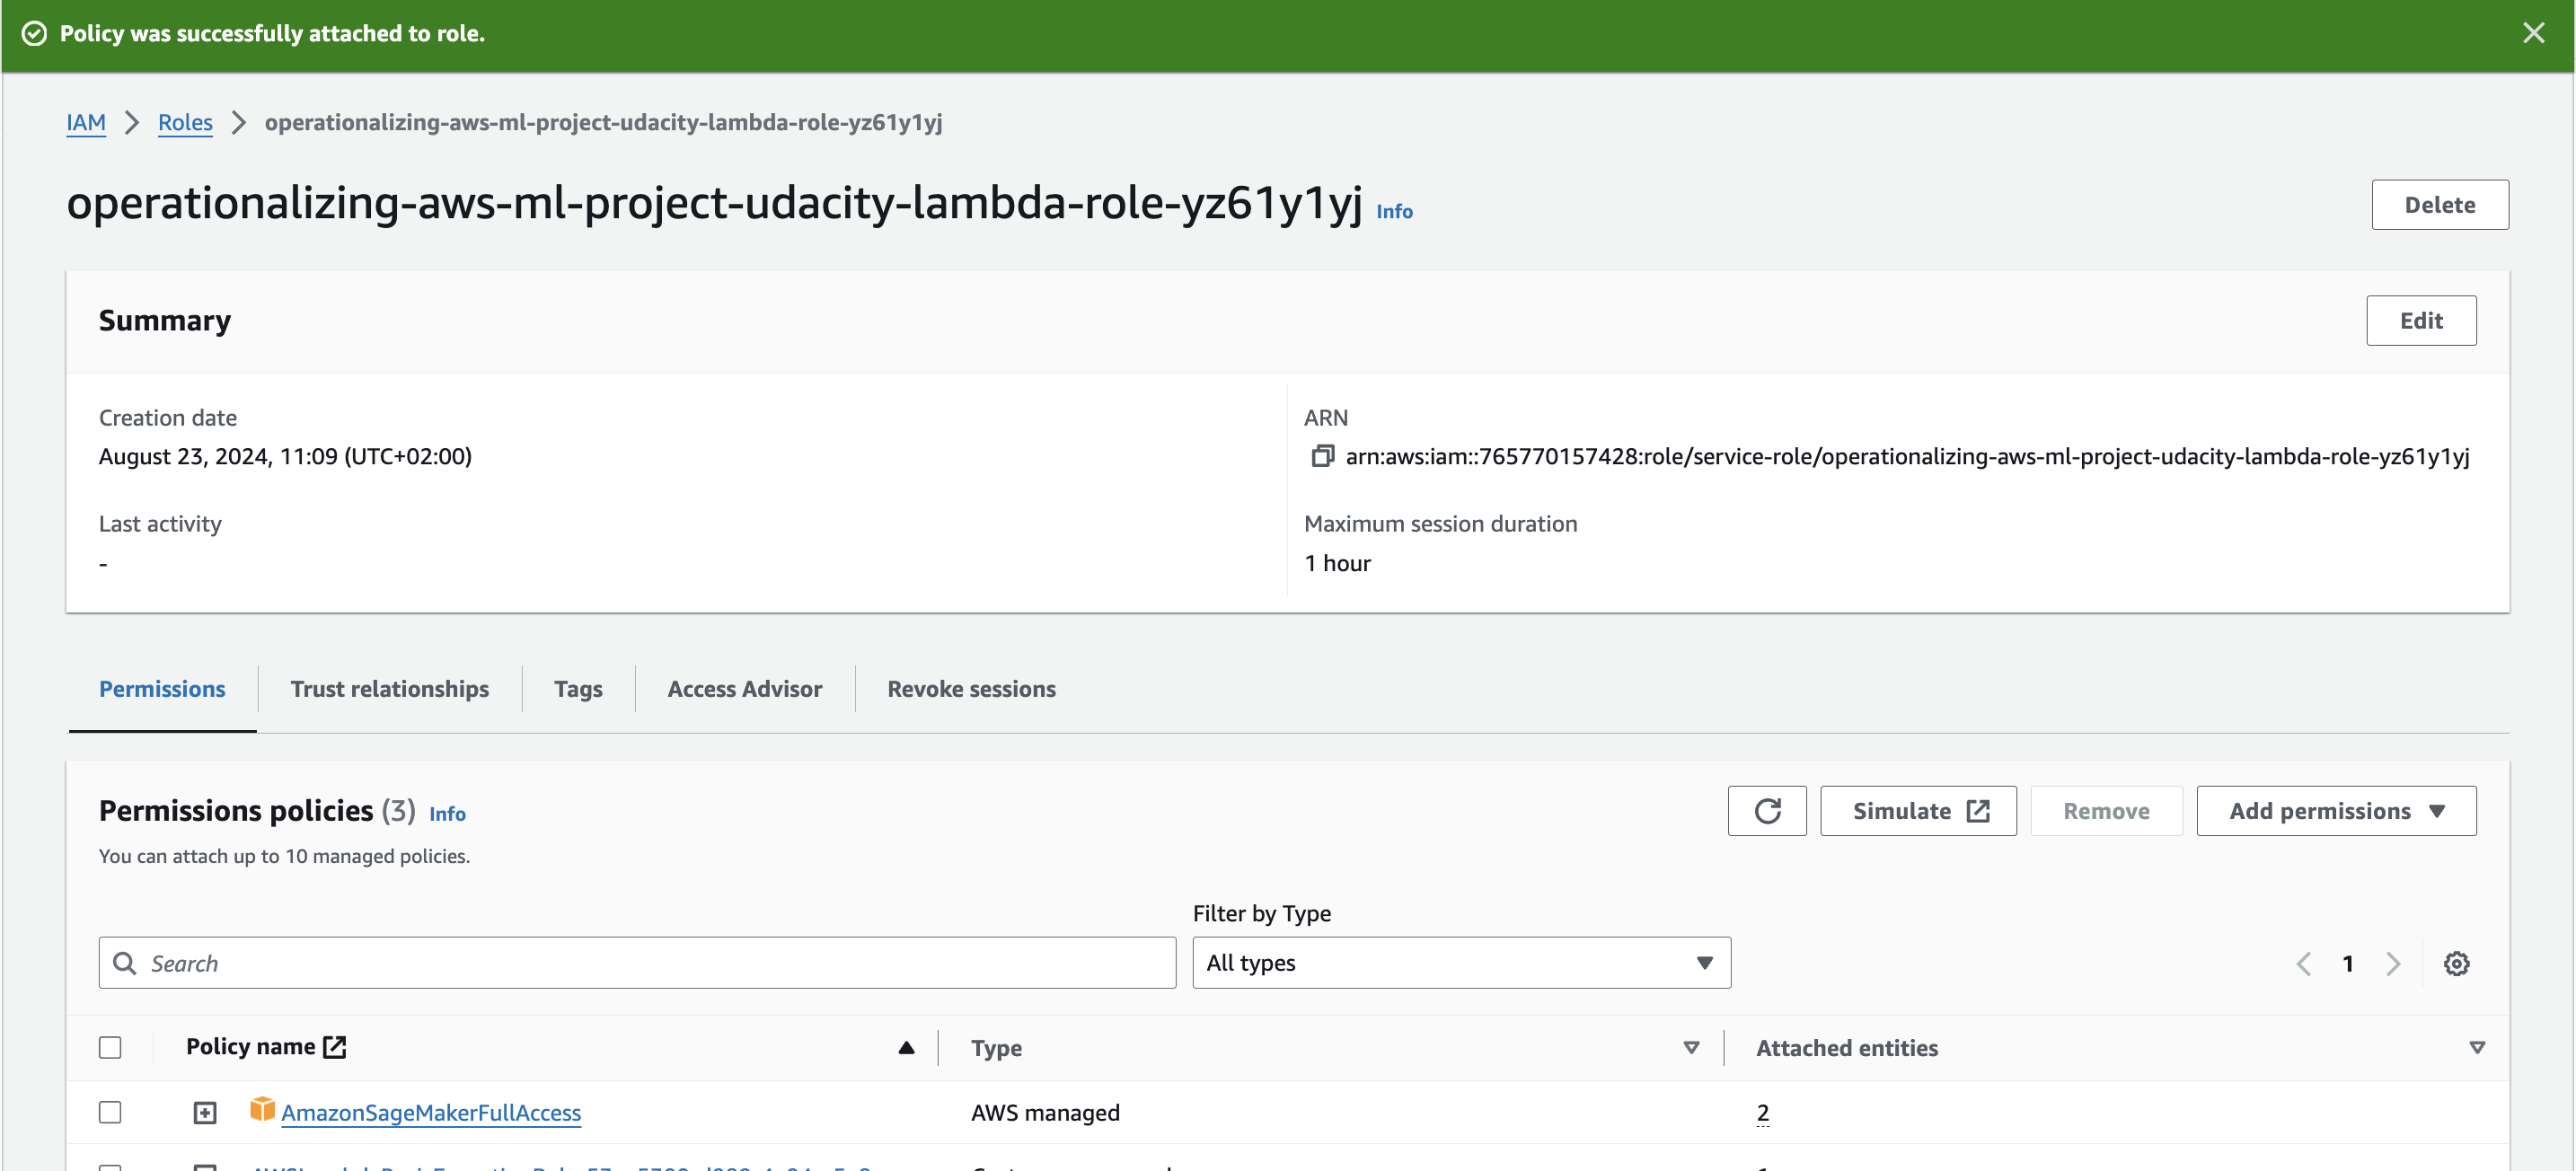 Policy was successfully attached to role.
IAM > Roles > operationalizing-aws-ml-project-udacity-lambda-role-yz61y1yj
operationalizing-aws-ml-project-udacity-lambda-role-yz61y1yj Info
Delete
Summary
Edit
Creation date
August 23, 2024, 11:09 (UTC+02:00)
ARN
arn:aws:iam::765770157428:role/service-role/operationalizing-aws-ml-project-udacity-lambda-role-yz61y1yj
Last activity
-
Maximum session duration
1 hour
Permissions Trust relationships Tags Access Advisor Revoke sessions
Permissions policies (3) Info
Simulate Remove Add permissions
You can attach up to 10 managed policies.
Filter by Type
Search
All types
1
Policy name Type Attached entities
AmazonSageMakerFullAccess AWS managed 2